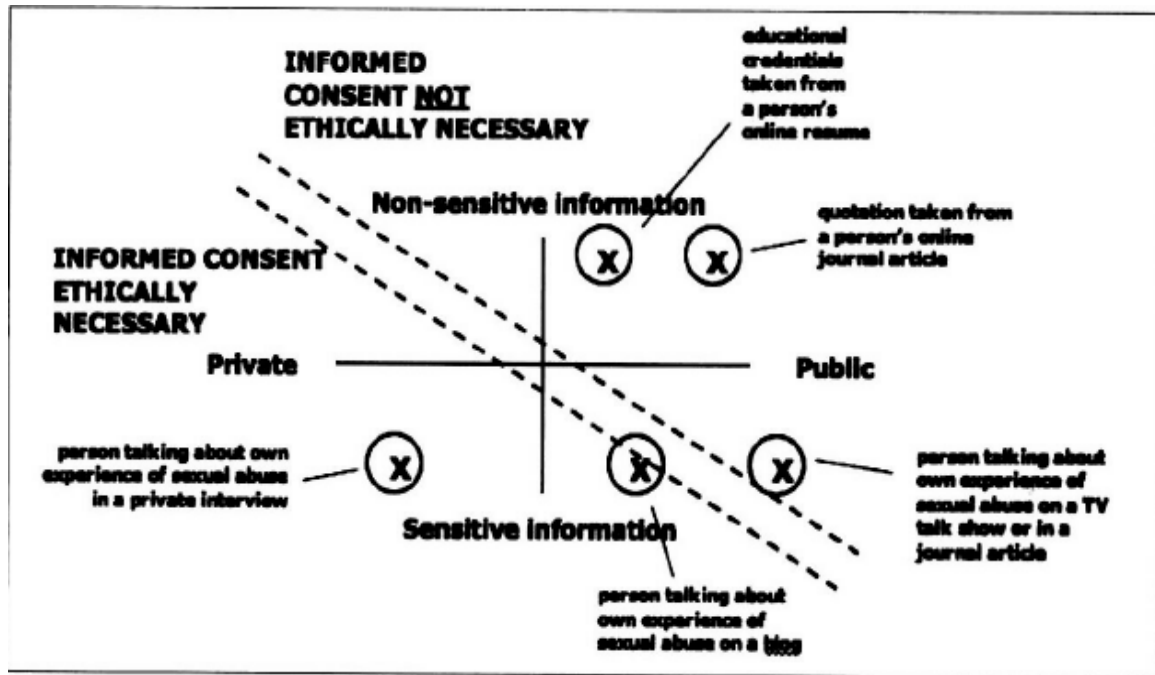 educational
credentials
taken from
a person's
online resume
INFORMED
CONSENT NOT
ETHICALLY NECESSARY
Non-sensitive information
quotation taken from
a person's online
journal article
X
X
INFORMED CONSENT
ETHICALLY
NECESSARY
Private
Public
person talking about own
experience of sexual abuse
in a private interview
X
X
X
person talking about
own experience of
sexual abuse on a TV
talk show or in a
journal article
Sensitive information
person talking about
own experience of
sexual abuse on a blog